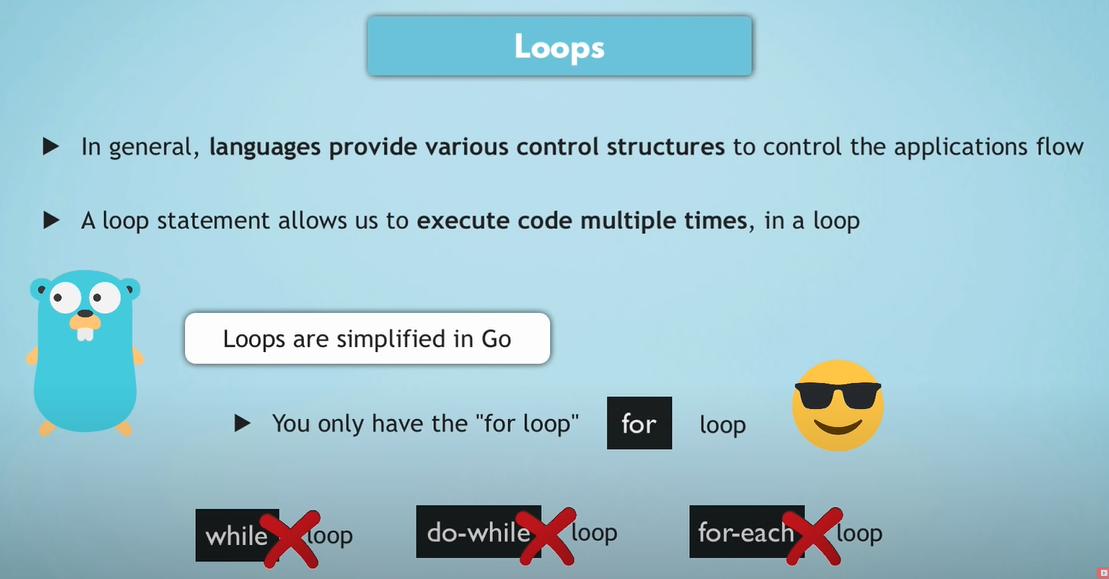 Loops
In general, languages provide various control structures to control the applications flow
A loop statement allows us to execute code multiple times, in a loop
Loops are simplified in Go
You only have the "for loop" for loop
while loop do-while loop for-each loop